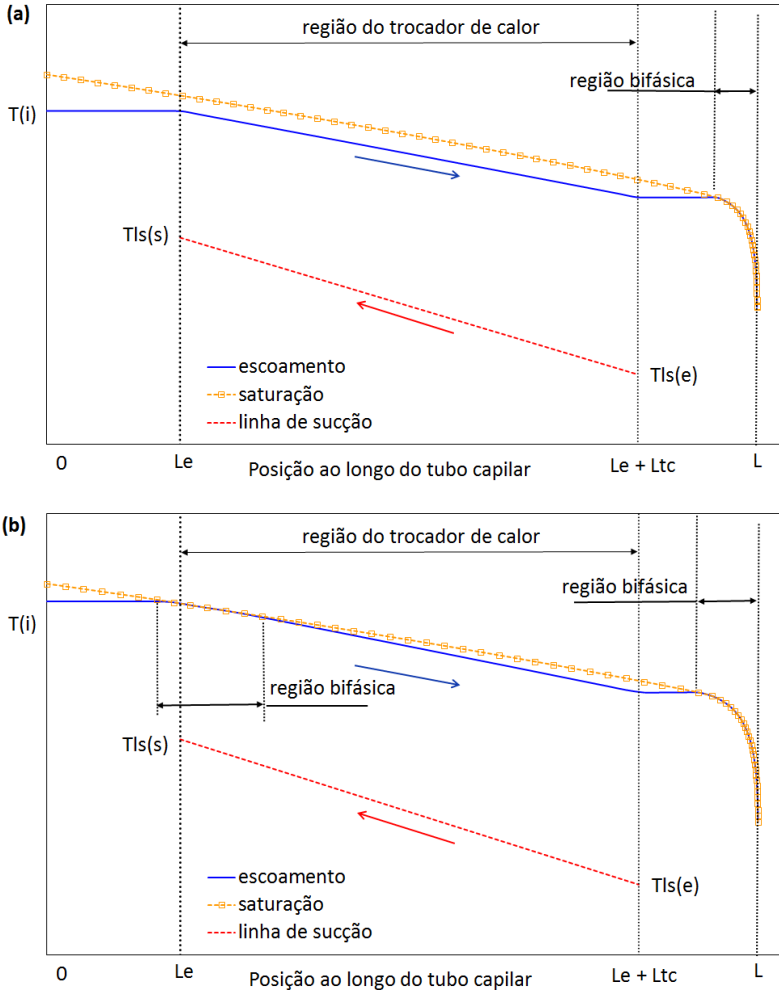 (a)
região do trocador de calor
região bifásica
T(i)
Tls(s)
Tls(e)
escoamento
saturação
linha de sucção
0
Le
Posição ao longo do tubo capilar
Le + Ltc
L
(b)
região do trocador de calor
região bifásica
T(i)
região bifásica
Tls(s)
Tls(e)
escoamento
saturação
linha de sucção
0
Le
Posição ao longo do tubo capilar
Le + Ltc
L